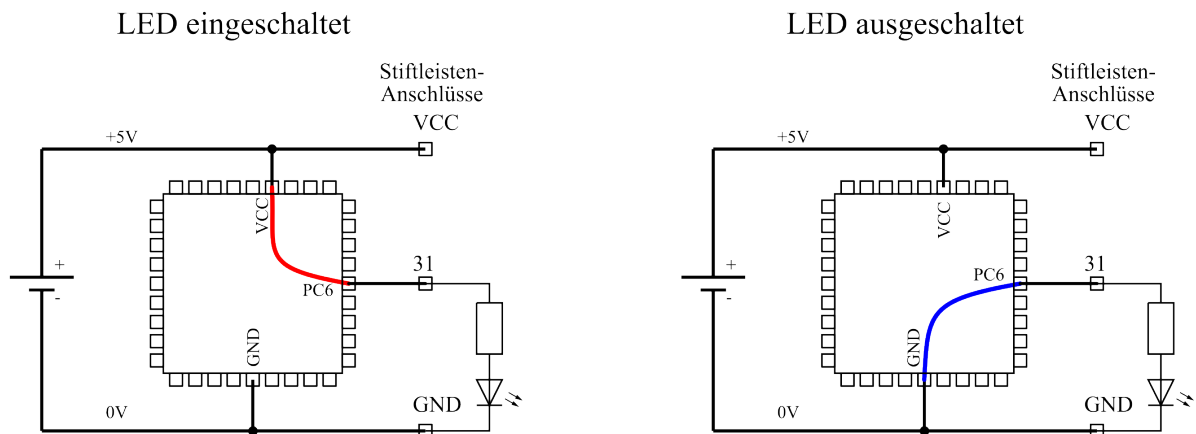 LED eingeschaltet
Stiftleisten-
Anschlüsse
VCC
+5V
VCC
+
-
31
PC6
GND
GND
0V
LED ausgeschaltet
Stiftleisten-
Anschlüsse
VCC
+5V
VCC
+
-
31
PC6
GND
GND
0V